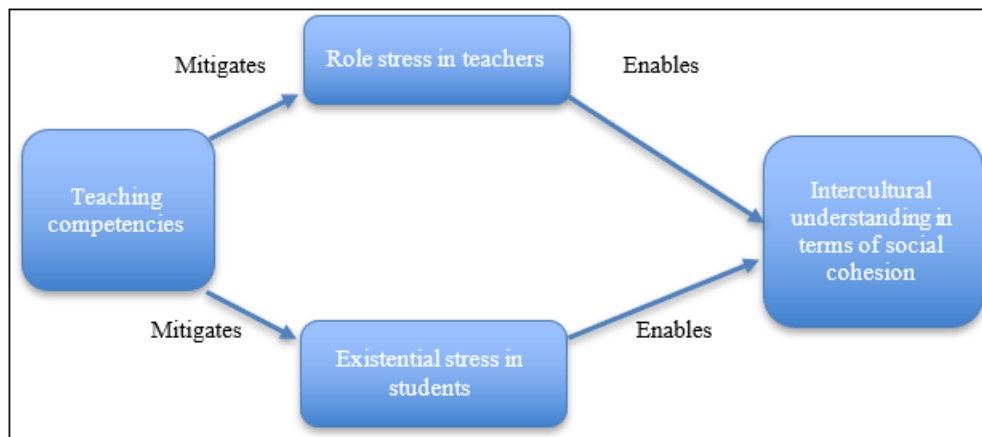 Mitigates
Role stress in teachers
Enables
Teaching
competencies
Intercultural
understanding in
terms of social
cohesion
Mitigates
Existential stress in
students
Enables